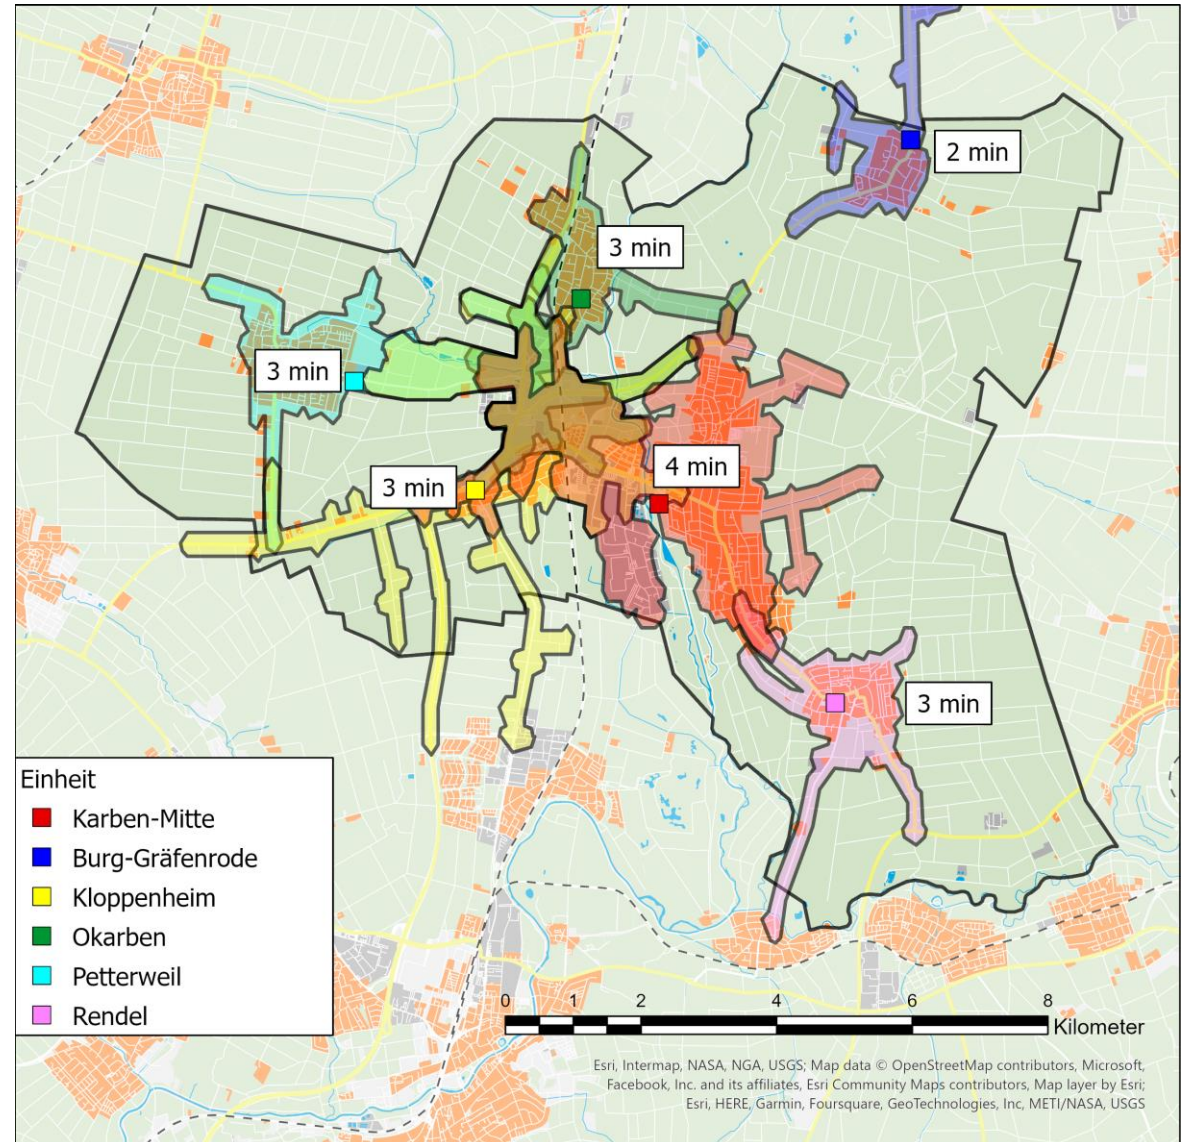 2 min
3 min
3 min
4 min
3 min
3 min
Einheit
Karben-Mitte
Burg-Gräfenrode
Kloppenheim
Okarben
Petterweil
Rendel
0 1 2 4 6 8
Kilometer
Esri, Intermap, NASA, NGA, USGS; Map data © OpenStreetMap contributors, Microsoft,
Facebook, Inc. and its affiliates, Esri Community Maps contributors, Map layer by Esri;
Esri, HERE, Garmin, Foursquare, GeoTechnologies, Inc, METI/NASA, USGS